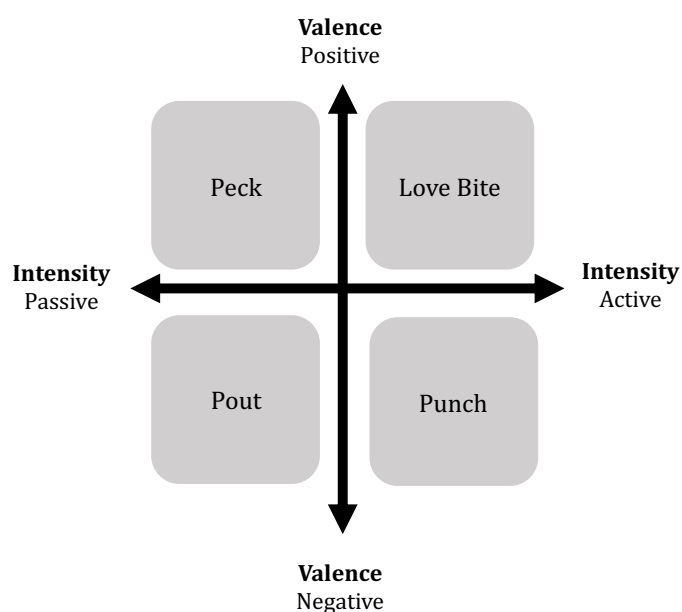 Valence
Positive
Peck
Love Bite
Intensity
Passive
Intensity
Active
Pout
Punch
Valence
Negative